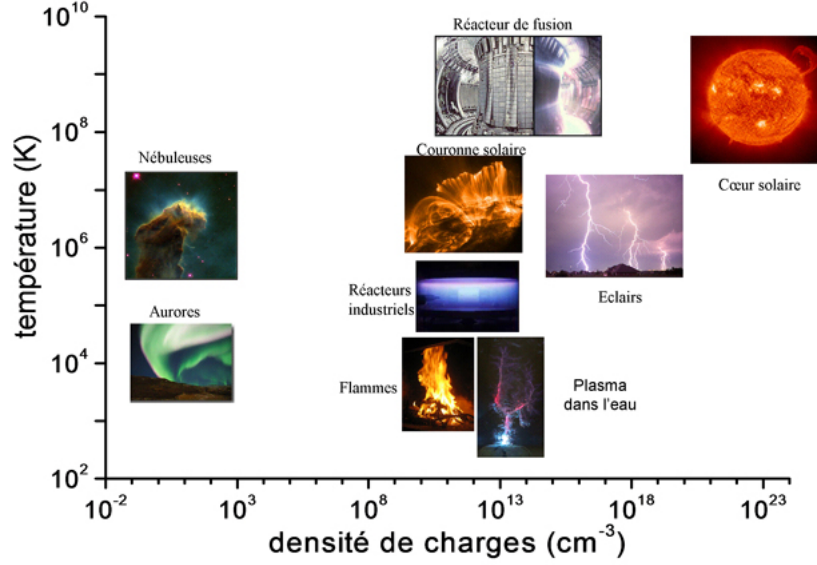 Réacteur de fusion
Couronne solaire
Nébuleuses
Cœur solaire
Réacteurs
industriels
Eclairs
Aurores
Flammes
Plasma
dans l'eau
température (K)
10^10
10^8
10^6
10^4
10^2
10^-2
10^3
10^8
10^13
10^18
10^23
densité de charges (cm^-3)